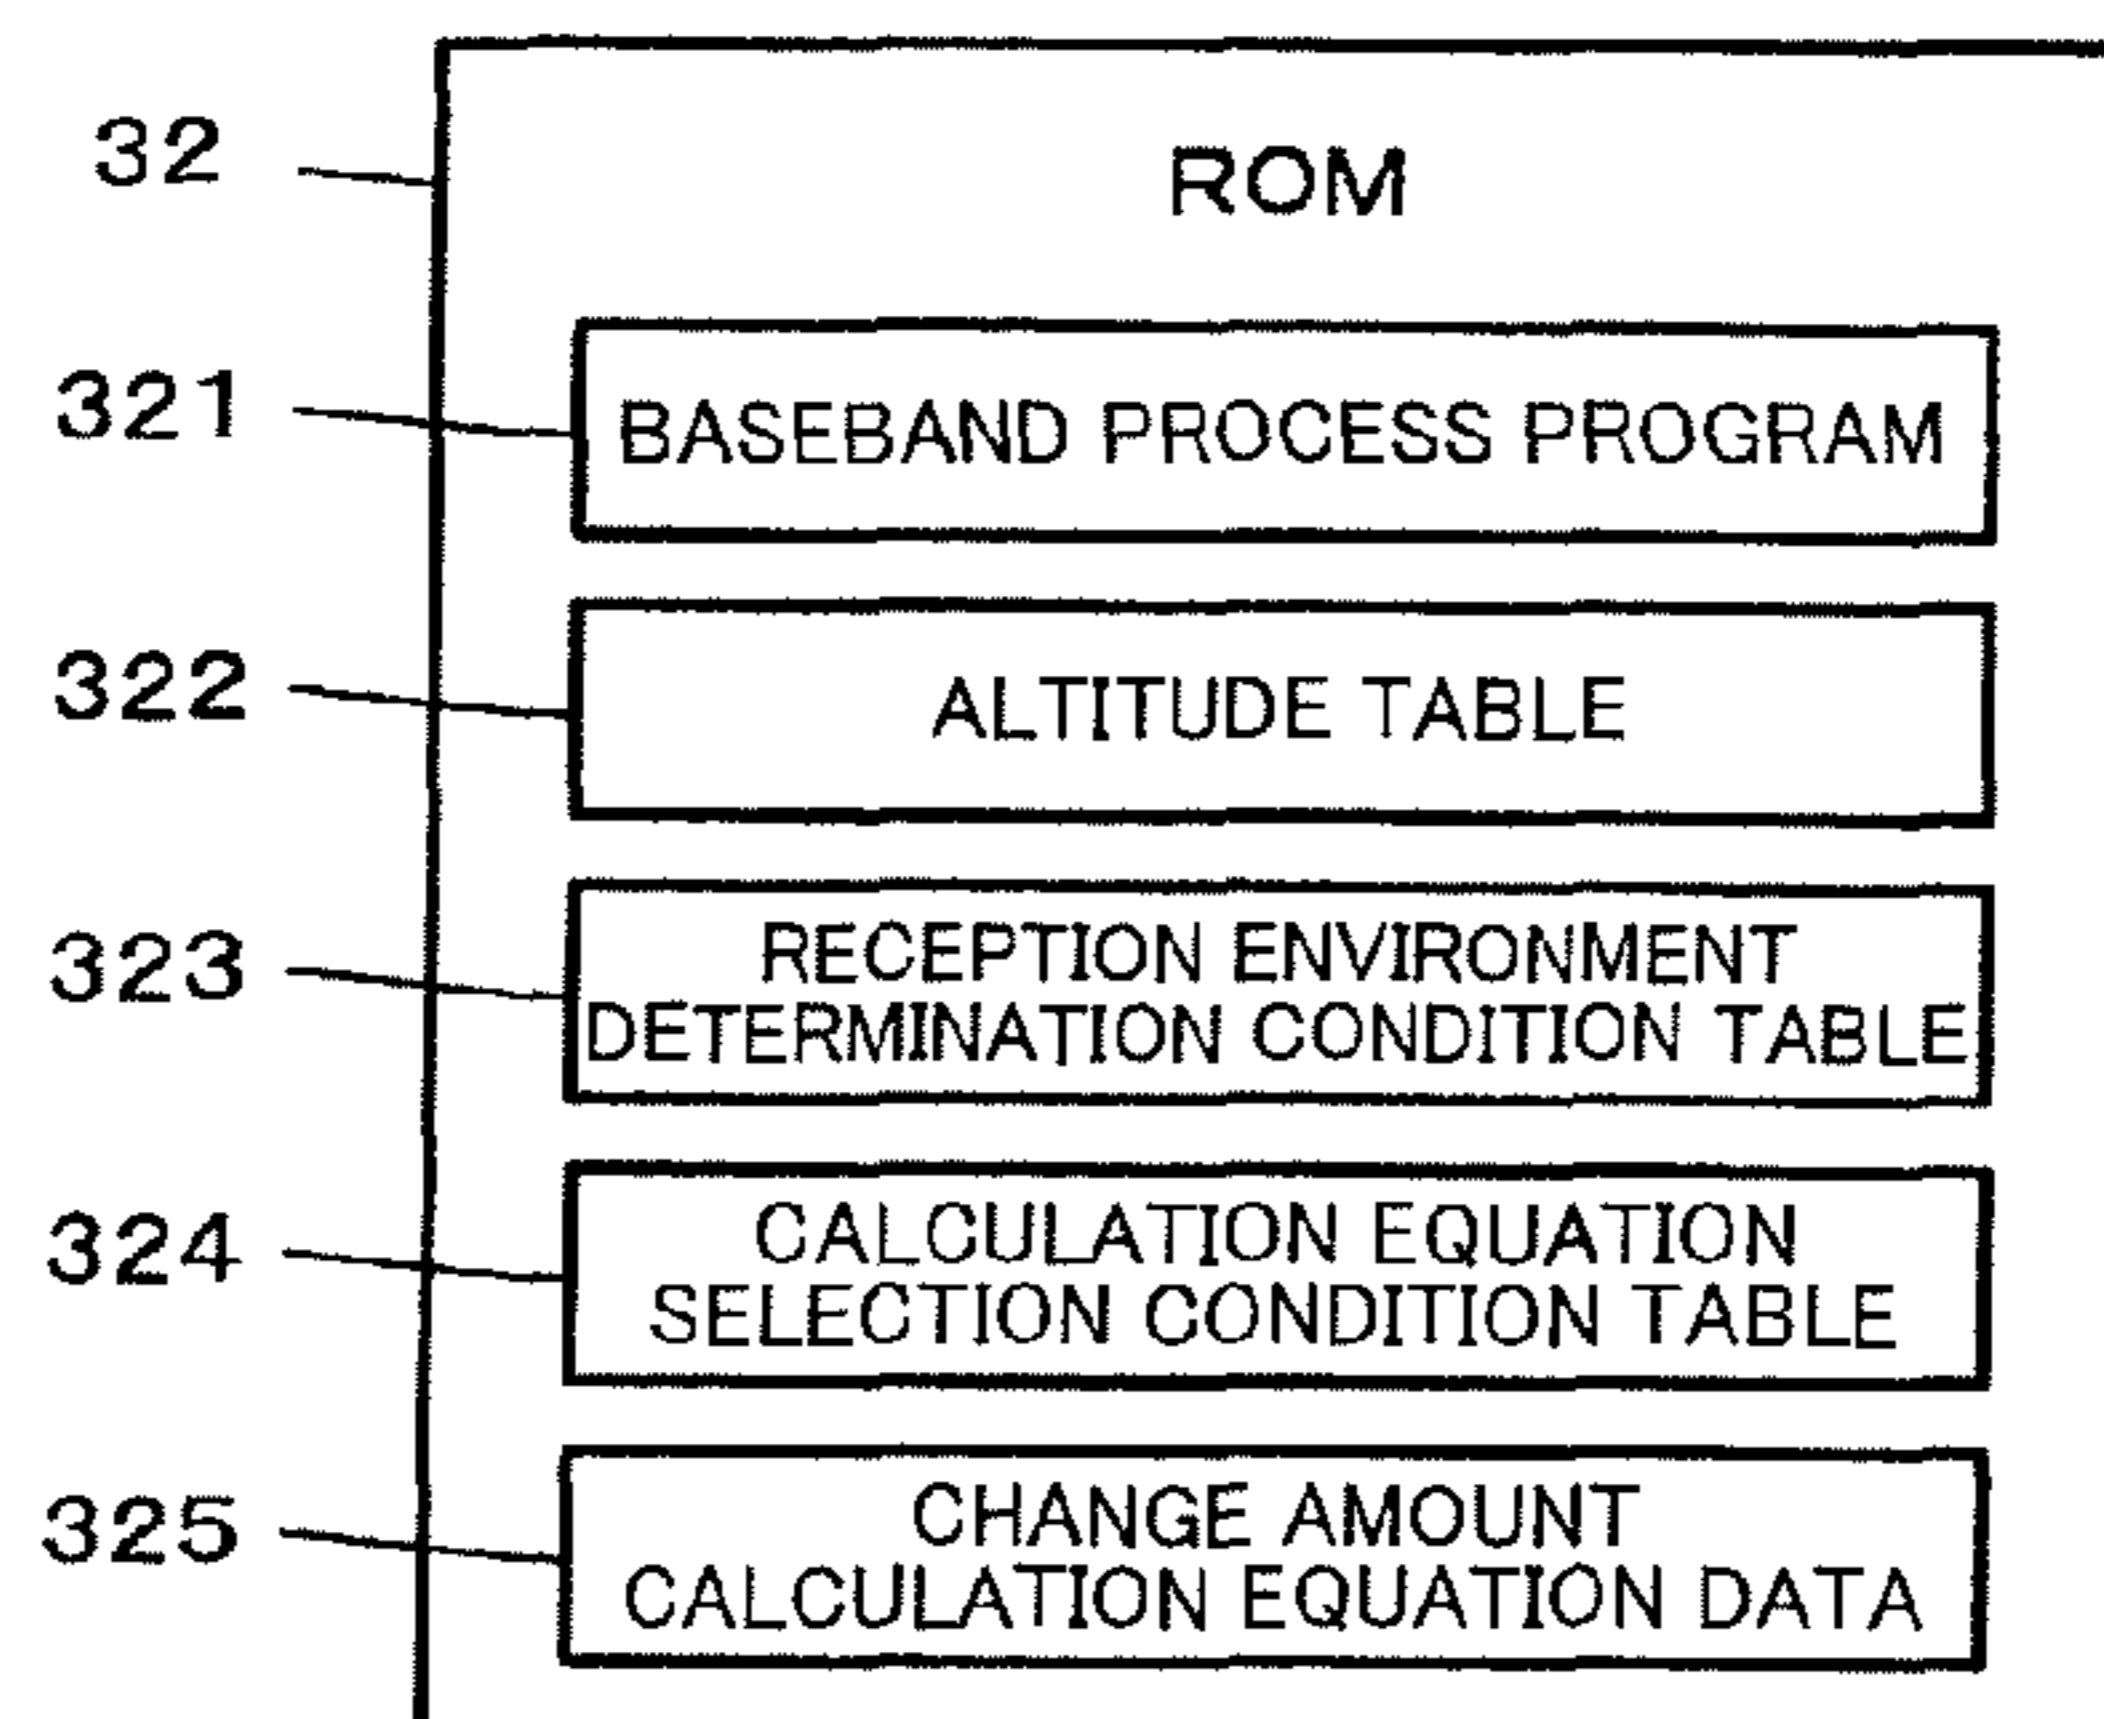 32
ROM
321
BASEBAND PROCESS PROGRAM
322
ALTITUDE TABLE
323
RECEPTION ENVIRONMENT
DETERMINATION CONDITION TABLE
324
CALCULATION EQUATION
SELECTION CONDITION TABLE
325
CHANGE AMOUNT
CALCULATION EQUATION DATA